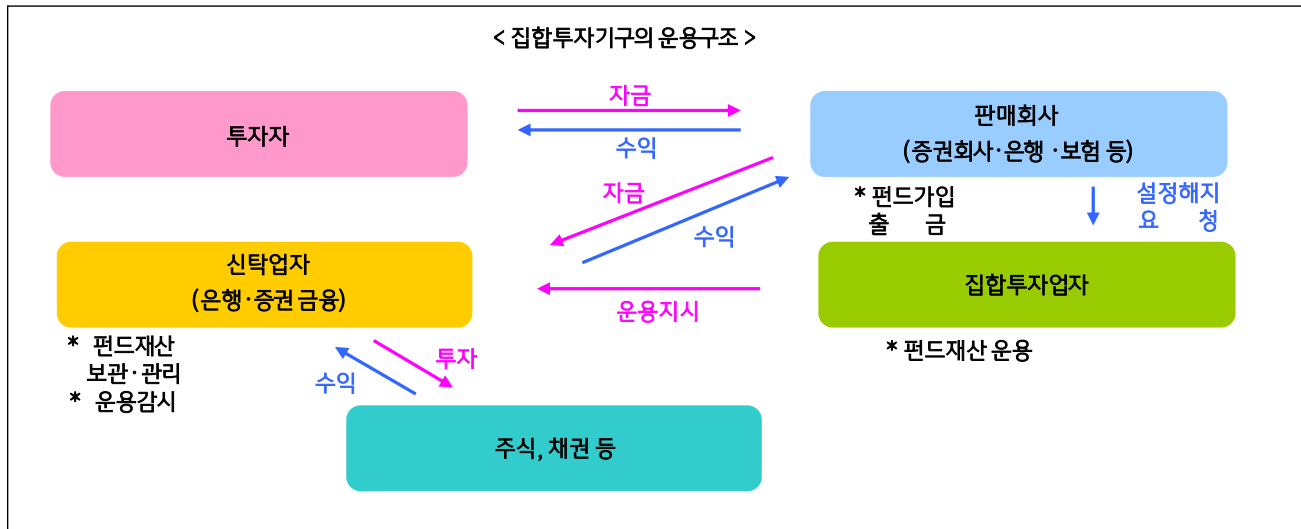 < 집합투자기구의 운용구조 >
투자자
자금
수익
판매회사
(증권회사·은행 ·보험 등)
* 펀드가입
출 금
설정해지
요 청
자금
수익
신탁업자
(은행·증권 금융)
운용지시
집합투자업자
* 펀드재산
보관·관리
* 운용감시
* 펀드재산 운용
투자
수익
주식, 채권 등